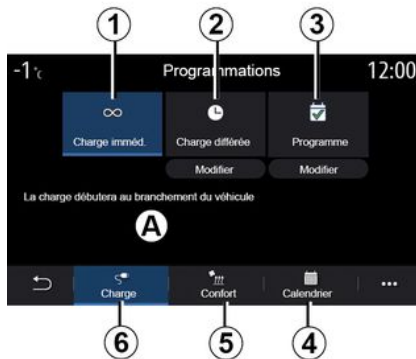 1 2 3
-1°C Programmations 12:00
Charge imméd. Charge différée Programme
Modifier Modifier
La charge débutera au branchement du véhicule
A
Charge Confort Calendrier
6 5 4